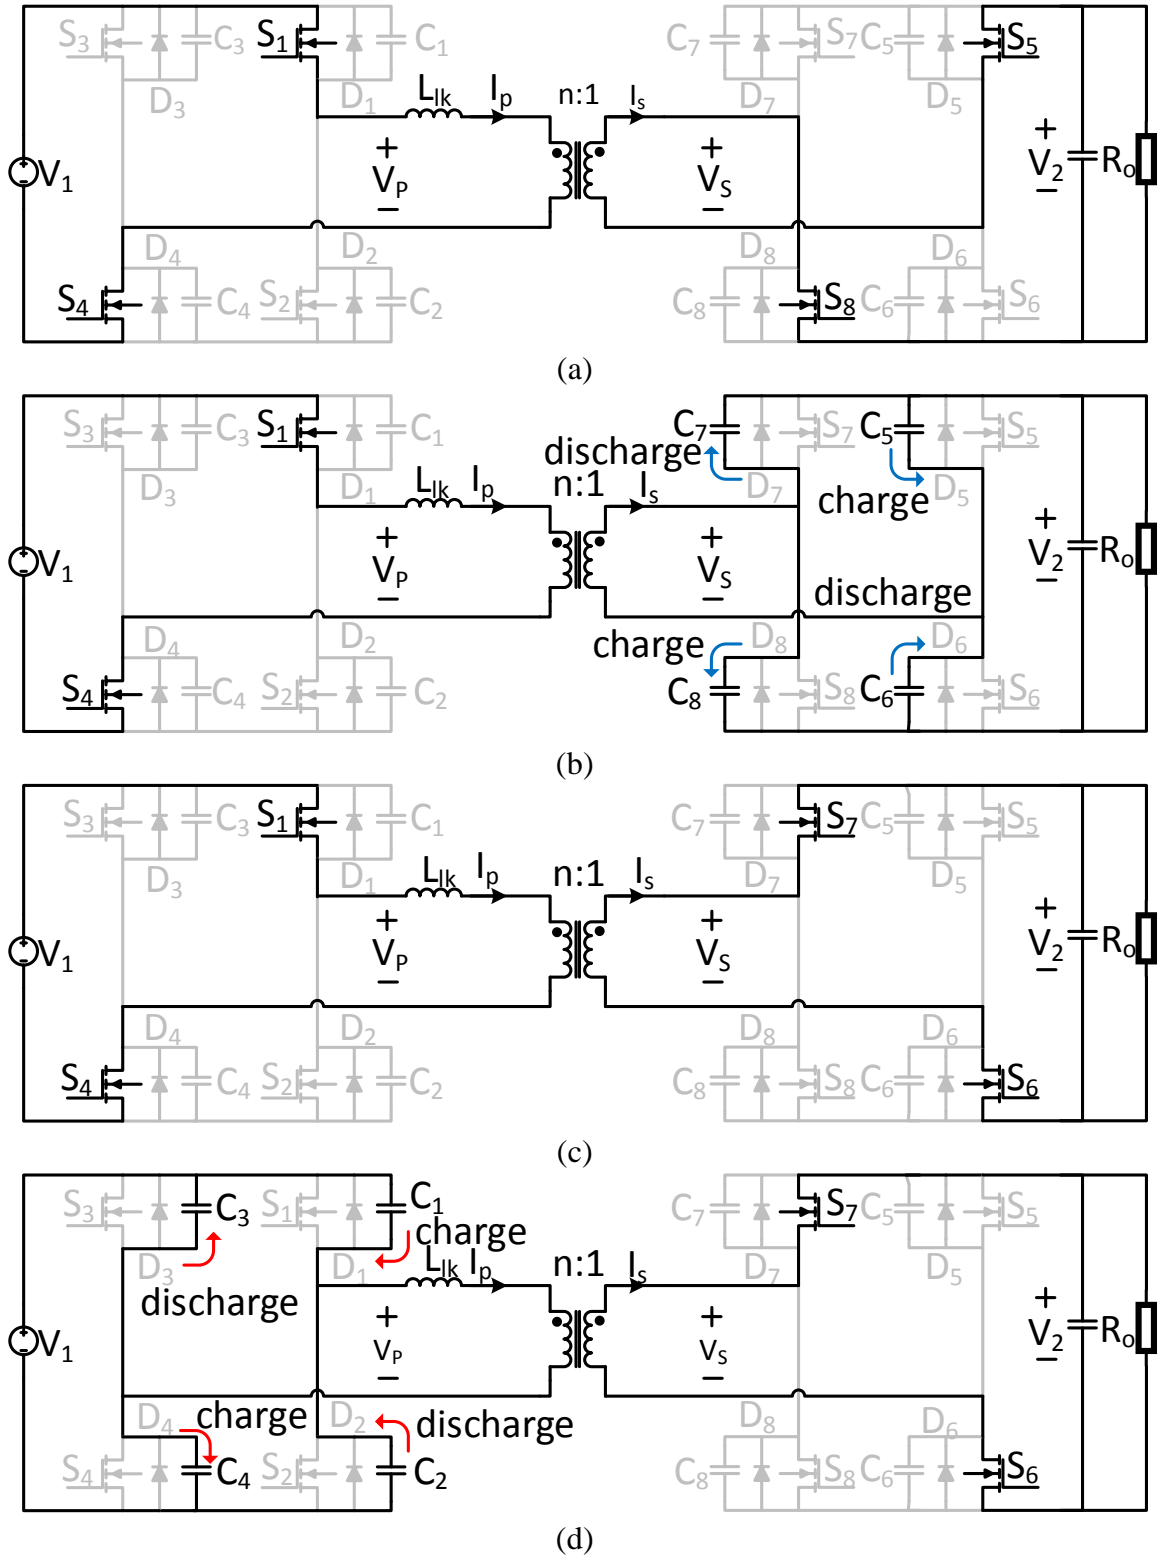 S3 C3 S1 C1 C7 S7 C5 S5
D3 D1 Llk Ip n:1 Is D7 D5
V1 + VP − + VS − + V2 − Ro
D4 D2 D8 D6
S4 C4 S2 C2 C8 S8 C6 S6
(a)
S3 C3 S1 C1 C7 S7 C5 S5
discharge
D3 D1 Llk Ip n:1 Is D7 charge D5
V1 + VP − + VS − + V2 − Ro
discharge
D4 D2 charge D8 D6
S4 C4 S2 C2 C8 S8 C6 S6
(b)
S3 C3 S1 C1 C7 S7 C5 S5
D3 D1 Llk Ip n:1 Is D7 D5
V1 + VP − + VS − + V2 − Ro
D4 D2 D8 D6
S4 C4 S2 C2 C8 S8 C6 S6
(c)
S3 C3 S1 C1 C7 S7 C5 S5
charge
D3 D1 Llk Ip n:1 Is D7 D5
discharge
V1 + VP − + VS − + V2 − Ro
D4 charge D2 discharge D8 D6
S4 C4 S2 C2 C8 S8 C6 S6
(d)